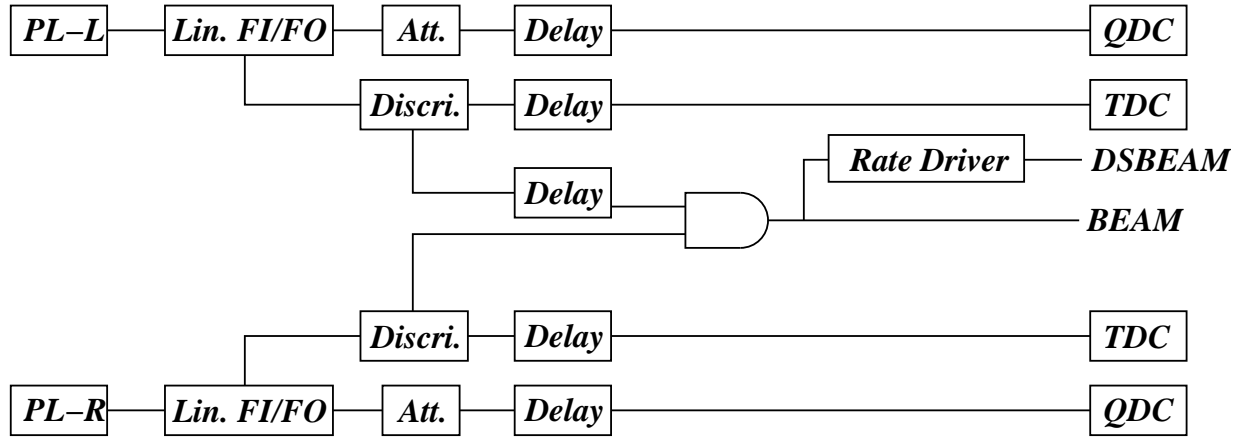 PL–L Lin. FI/FO Att. Delay QDC
Discri. Delay TDC
Rate Driver DSBEAM
Delay
BEAM
Discri. Delay TDC
PL–R Lin. FI/FO Att. Delay QDC